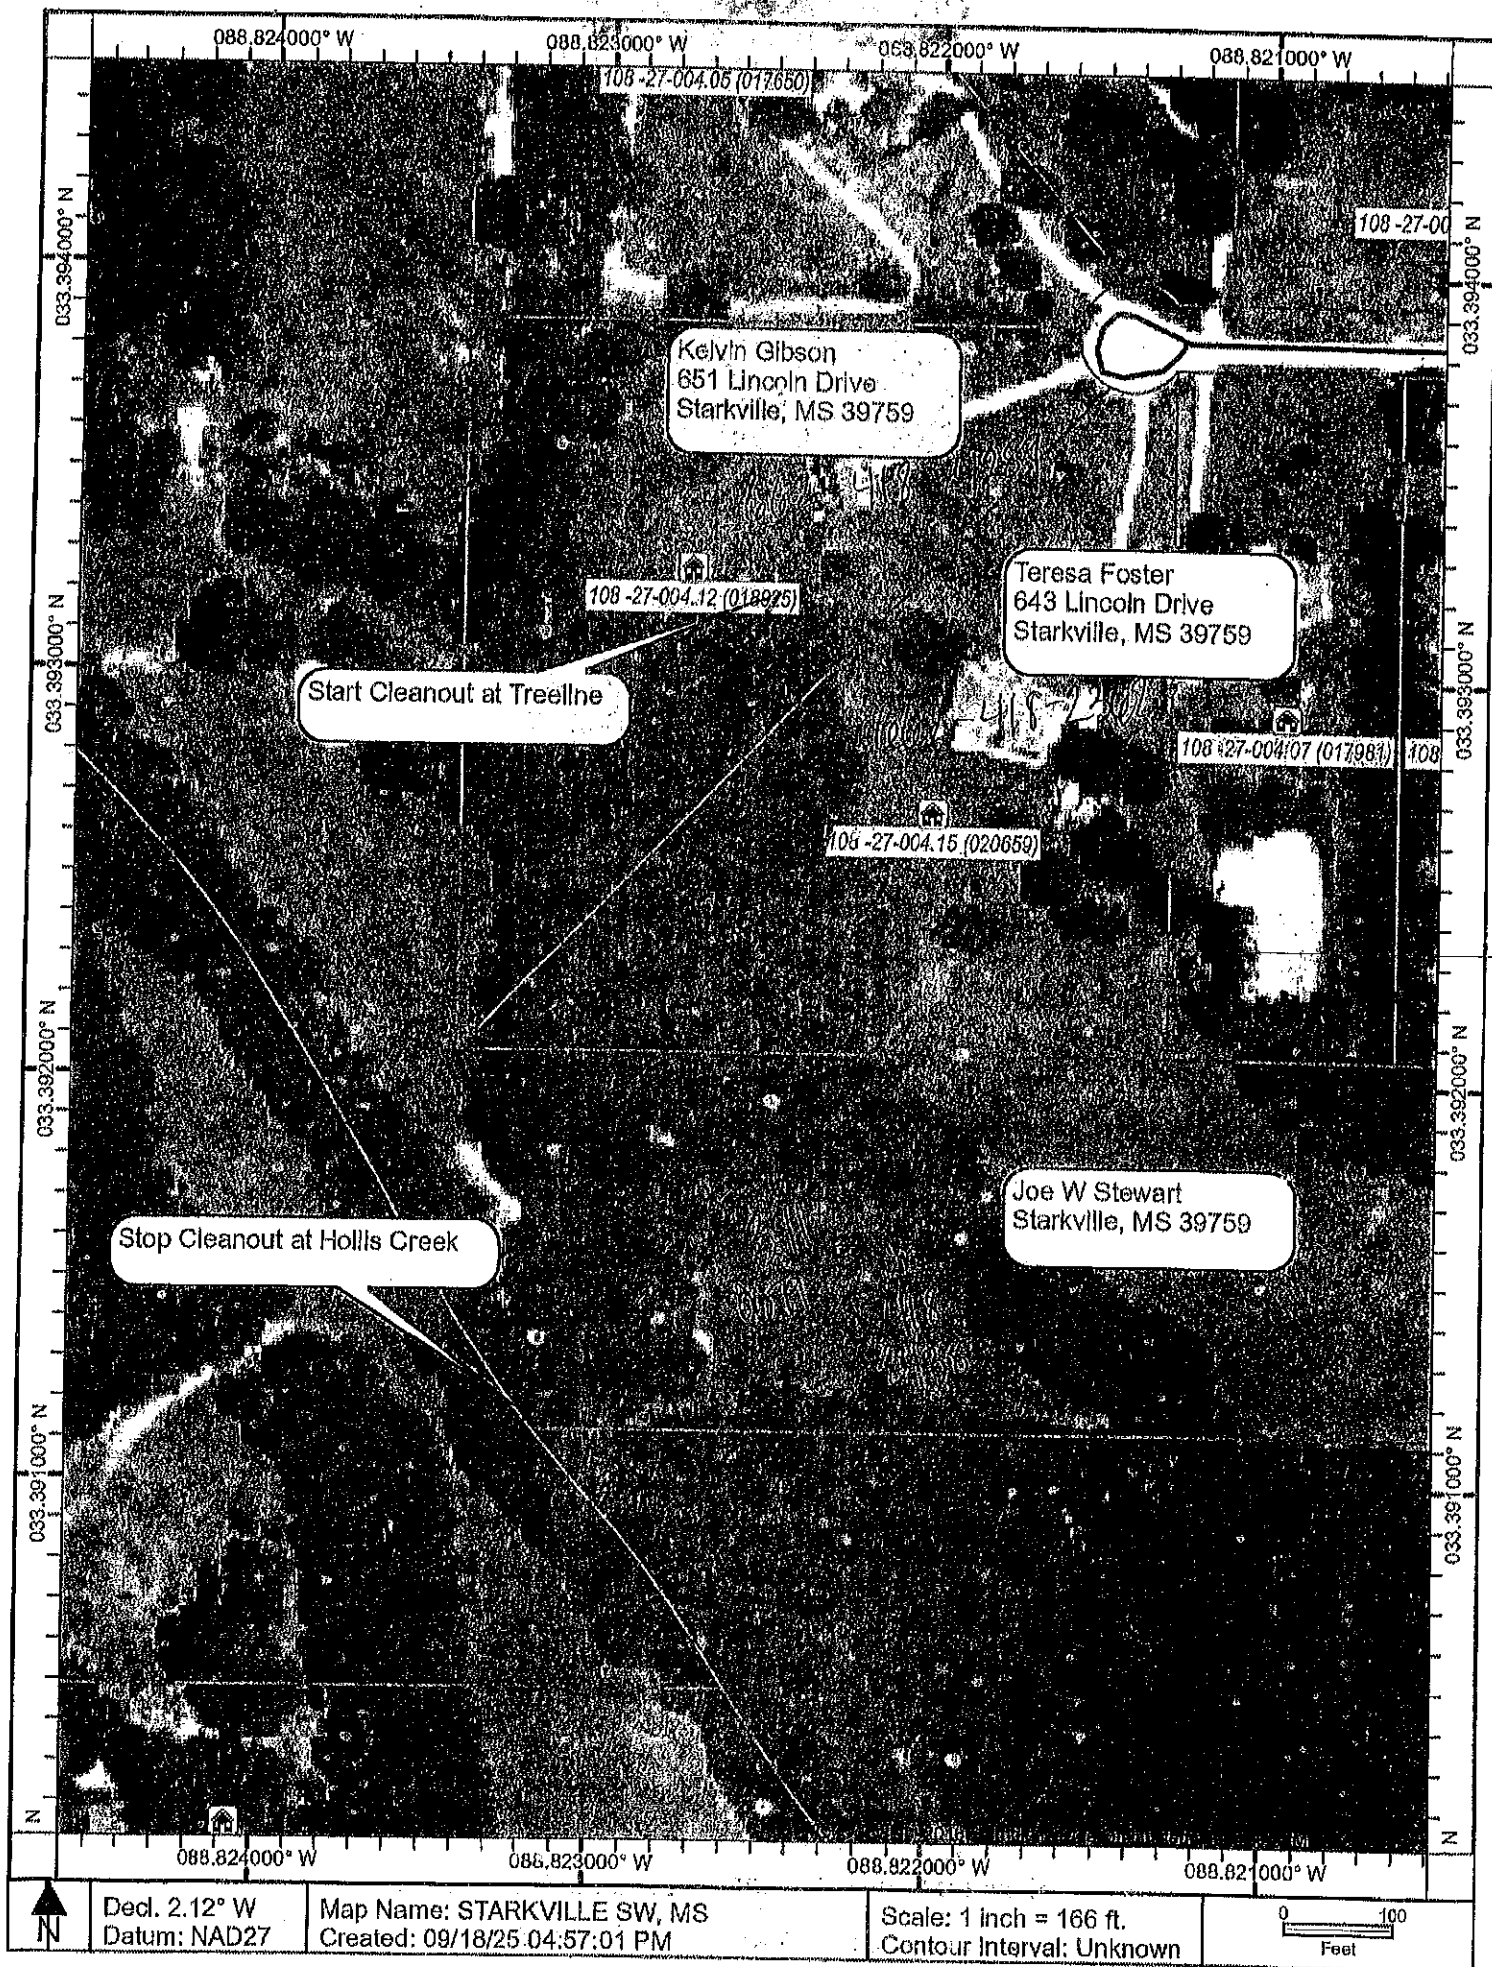 088.824000° W
088.823000° W
088.822000° W
088.821000° W
108 -27-004.05 (017650)
033.394000° N
108 -27-00
033.394000° N
Kelvin Gibson
651 Lincoln Drive
Starkville, MS 39759
108 -27-004.12 (018925)
Teresa Foster
643 Lincoln Drive
Starkville, MS 39759
033.393000° N
Start Cleanout at Treeline
033.393000° N
108 -27-004.07 (017981)
108
108 -27-004.15 (020659)
033.392000° N
033.392000° N
Joe W Stewart
Starkville, MS 39759
Stop Cleanout at Hollis Creek
033.391000° N
033.391000° N
N
N
088.824000° W
088.823000° W
088.822000° W
088.821000° W
N
Decl. 2.12° W
Datum: NAD27
Map Name: STARKVILLE SW, MS
Created: 09/18/25 04:57:01 PM
Scale: 1 inch = 166 ft.
Contour Interval: Unknown
0 100
Feet